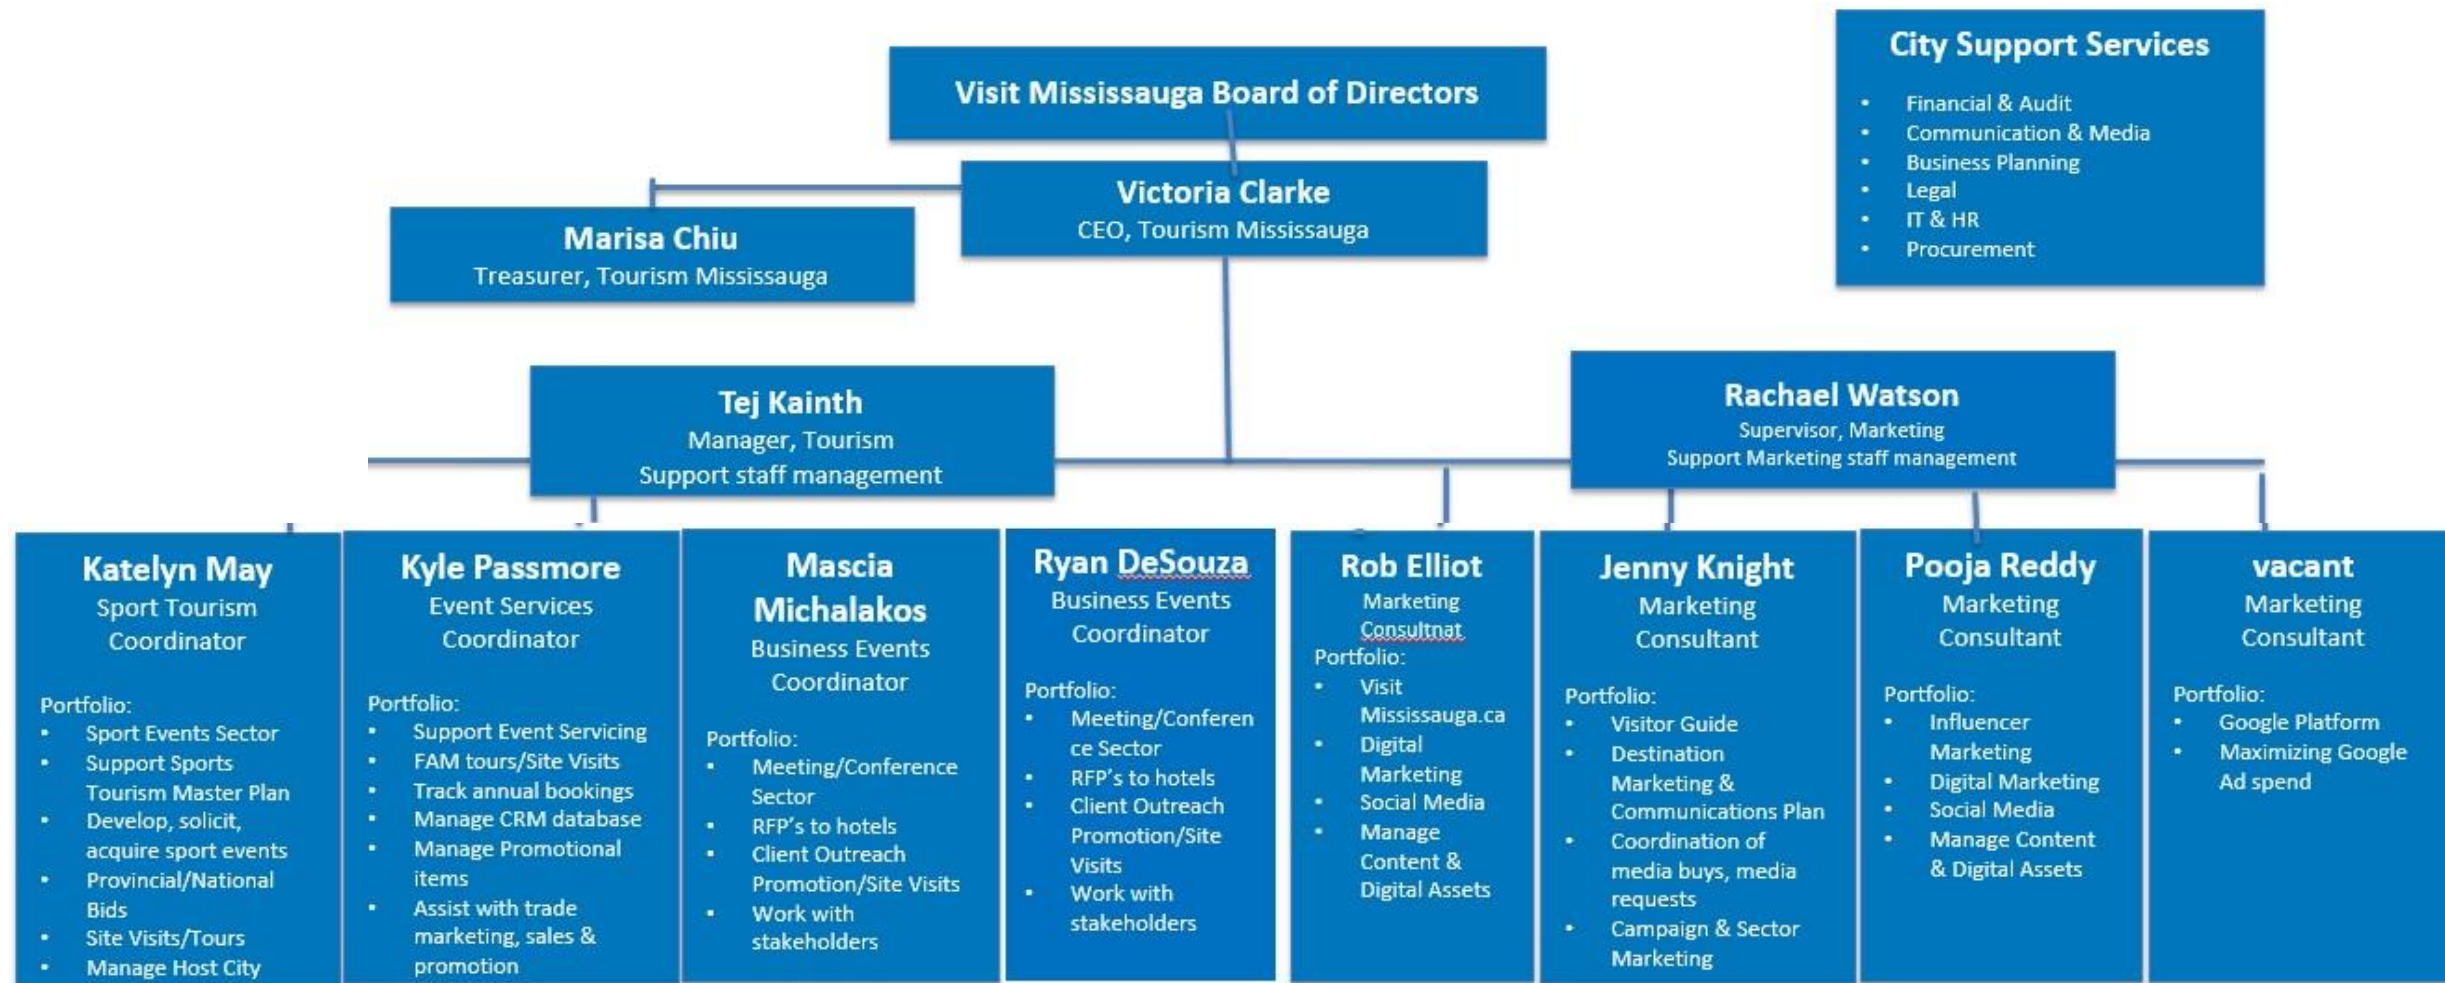 Visit Mississauga Board of Directors
City Support Services
• Financial & Audit
• Communication & Media
• Business Planning
• Legal
• IT & HR
• Procurement
Victoria Clarke
CEO, Tourism Mississauga
Marisa Chiu
Treasurer, Tourism Mississauga
Tej Kainth
Manager, Tourism
Support staff management
Rachael Watson
Supervisor, Marketing
Support Marketing staff management
Katelyn May
Sport Tourism
Coordinator
Portfolio:
• Sport Events Sector
• Support Sports
Tourism Master Plan
• Develop, solicit,
acquire sport events
• Provincial/National
Bids
• Site Visits/Tours
• Manage Host City
Kyle Passmore
Event Services
Coordinator
Portfolio:
• Support Event Servicing
• FAM tours/Site Visits
• Track annual bookings
• Manage CRM database
• Manage Promotional
items
• Assist with trade
marketing, sales &
promotion
Mascia
Michalakos
Business Events
Coordinator
Portfolio:
• Meeting/Conference
Sector
• RFP's to hotels
• Client Outreach
Promotion/Site Visits
• Work with
stakeholders
Ryan DeSouza
Business Events
Coordinator
Portfolio:
• Meeting/Conferen
ce Sector
• RFP's to hotels
• Client Outreach
Promotion/Site
Visits
• Work with
stakeholders
Rob Elliot
Marketing
Consultnat
Portfolio:
• Visit
Mississauga.ca
• Digital
Marketing
• Social Media
• Manage
Content &
Digital Assets
Jenny Knight
Marketing
Consultant
Portfolio:
• Visitor Guide
• Destination
Marketing &
Communications Plan
• Coordination of
media buys, media
requests
• Campaign & Sector
Marketing
Pooja Reddy
Marketing
Consultant
Portfolio:
• Influencer
Marketing
• Digital Marketing
• Social Media
• Manage Content
& Digital Assets
vacant
Marketing
Consultant
Portfolio:
• Google Platform
• Maximizing Google
Ad spend